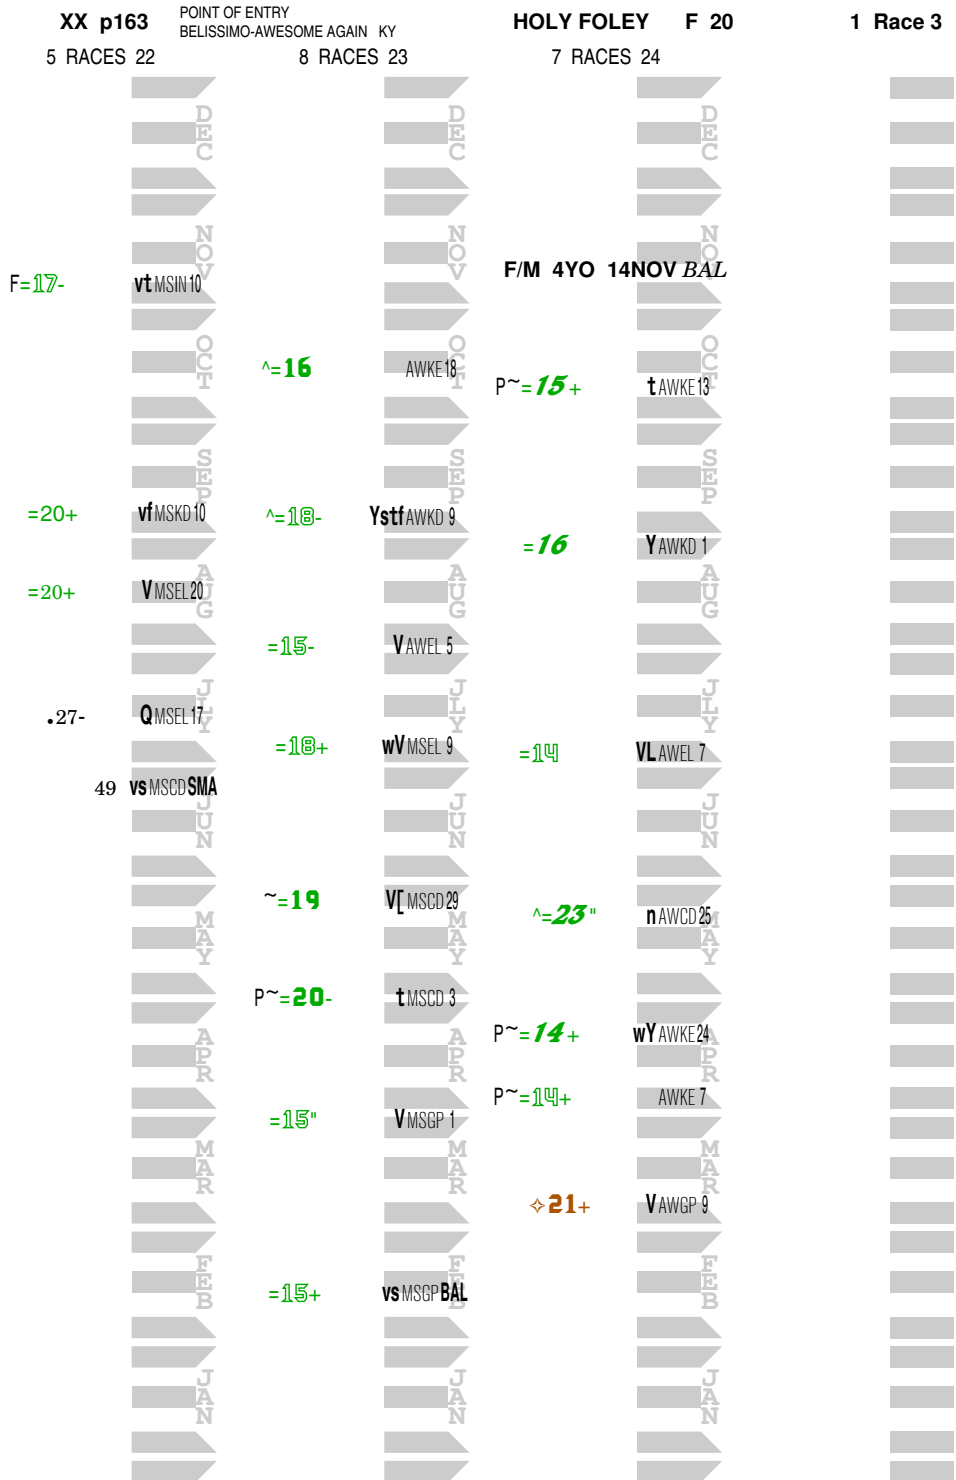 XX p163 POINT OF ENTRY HOLY FOLEY F 20 1 Race 3
BELISSIMO-AWESOME AGAIN KY
5 RACES 22 8 RACES 23 7 RACES 24
DEC DEC
NOV NOV NOV
F/M 4YO 14NOV BAL
F=17- vt MSIN 10
OCT OCT OCT
^=16 AWKE 18
P~=15+ t AWKE 13
SEP SEP SEP
=20+ vf MSKD 10 ^=18- Ystf AWKD 9
=16 Y AWKD 1
AUG AUG AUG
=20+ V MSEL 20
=15- V AWEL 5
JLY JLY JLY
.27- Q MSEL 17
=18+ wV MSEL 9 =14 VL AWEL 7
49 vs MSCD SMA
JUN JUN JUN
~=19 V[ MSCD 29
^=23" n AWCD 25
MAY MAY MAY
P~=20- t MSCD 3
P~=14+ wY AWKE 24
APR APR APR
P~=14+ AWKE 7
=15" V MSGP 1
MAR MAR MAR
✧21+ V AWGP 9
FEB FEB FEB
=15+ vs MSGP BAL
JAN JAN JAN